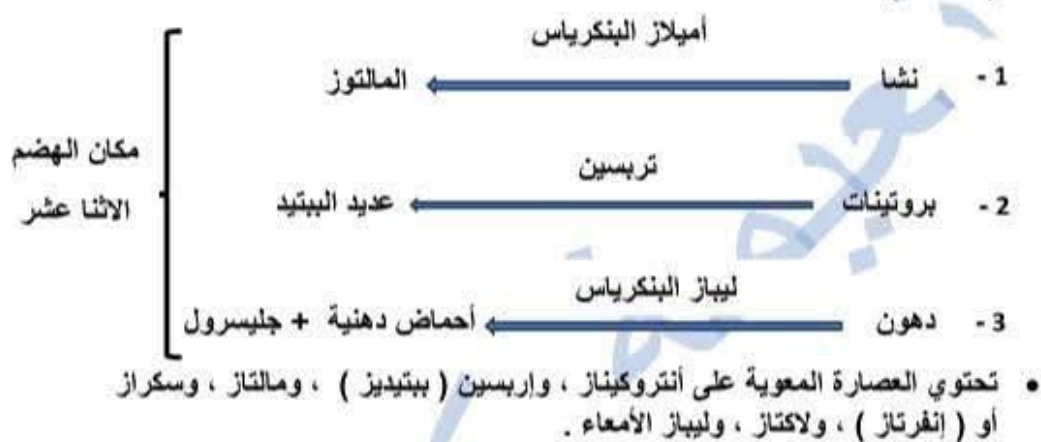 أميلاز البنكرياس
1 - نشا المالتوز
تربسين
2 - بروتينات عديد الببتيد
ليباز البنكرياس
3 - دهون أحماض دهنية + جليسرول
مكان الهضم
الاثنا عشر
• تحتوي العصارة المعوية على أنتروكيناز ، وإربسين ( ببتيديز ) ، ومالتاز ، وسكراز
أو ( إنفرتاز ) ، ولاكتاز ، وليباز الأمعاء .